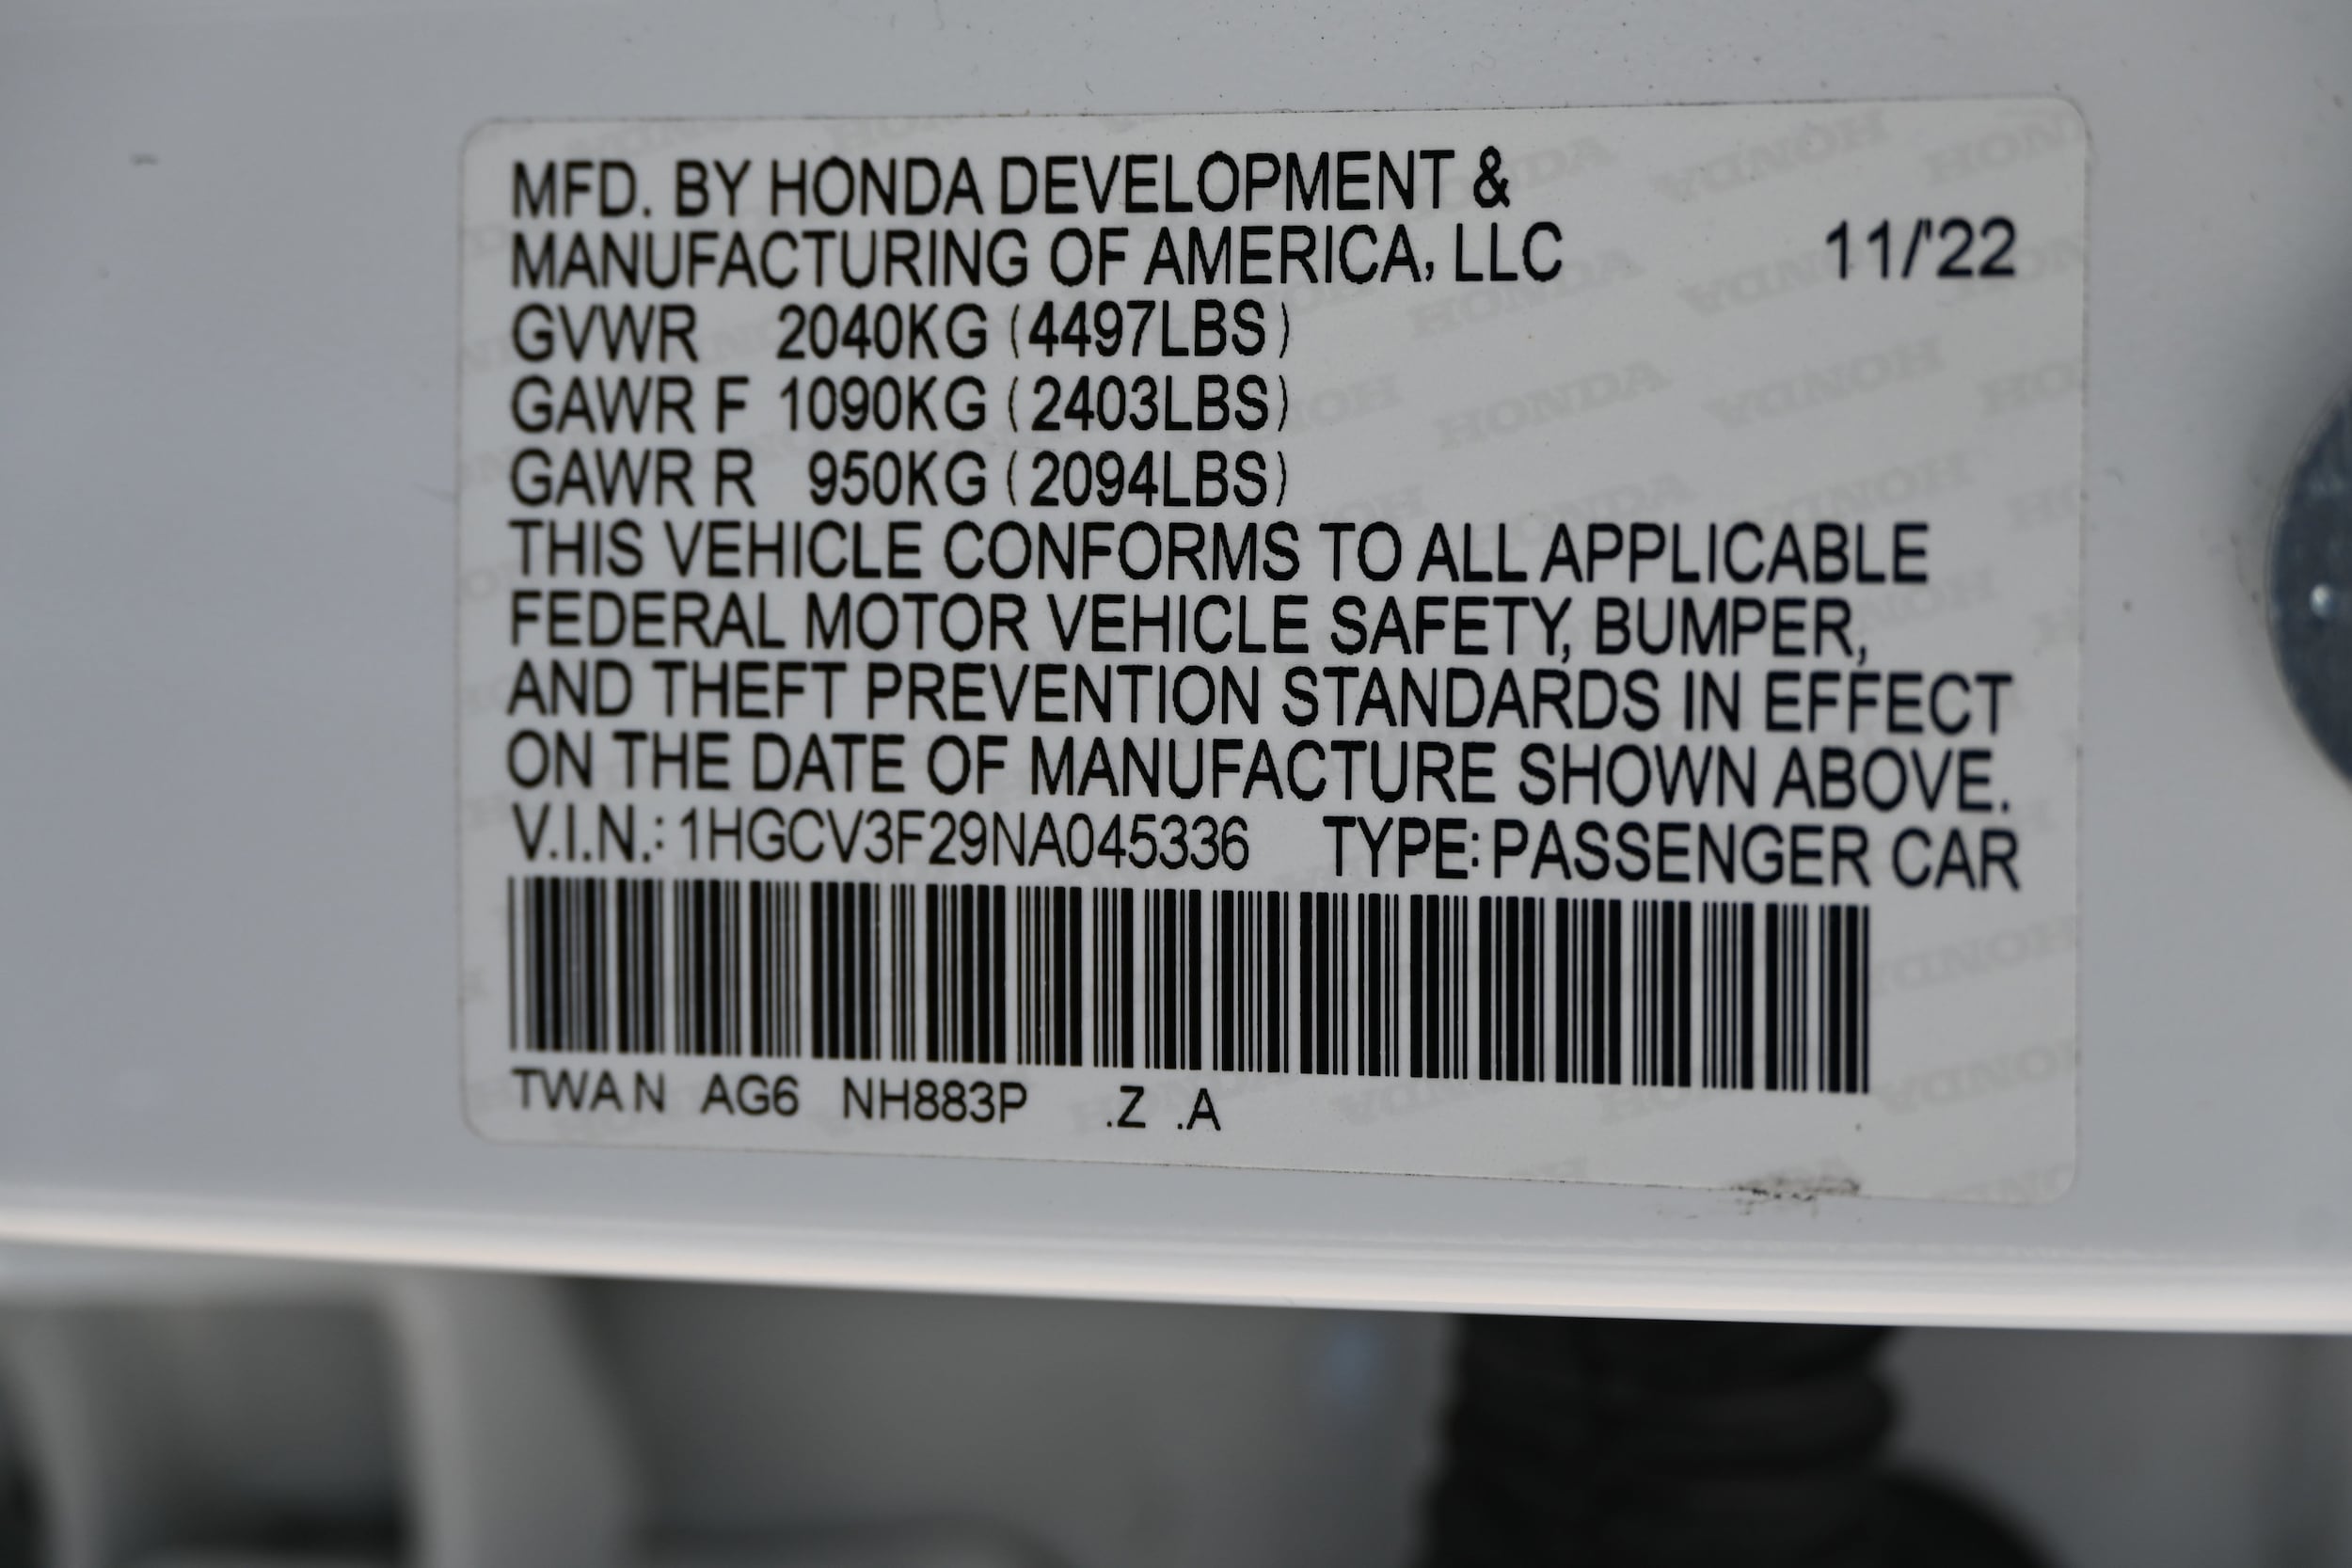 MFD. BY HONDA DEVELOPMENT &
MANUFACTURING OF AMERICA, LLC 11/'22
GVWR 2040KG (4497LBS)
GAWR F 1090KG (2403LBS)
GAWR R 950KG (2094LBS)
THIS VEHICLE CONFORMS TO ALL APPLICABLE
FEDERAL MOTOR VEHICLE SAFETY, BUMPER,
AND THEFT PREVENTION STANDARDS IN EFFECT
ON THE DATE OF MANUFACTURE SHOWN ABOVE.
V.I.N.: 1HGCV3F29NA045336 TYPE: PASSENGER CAR
TWAN AG6 NH883P .Z .A